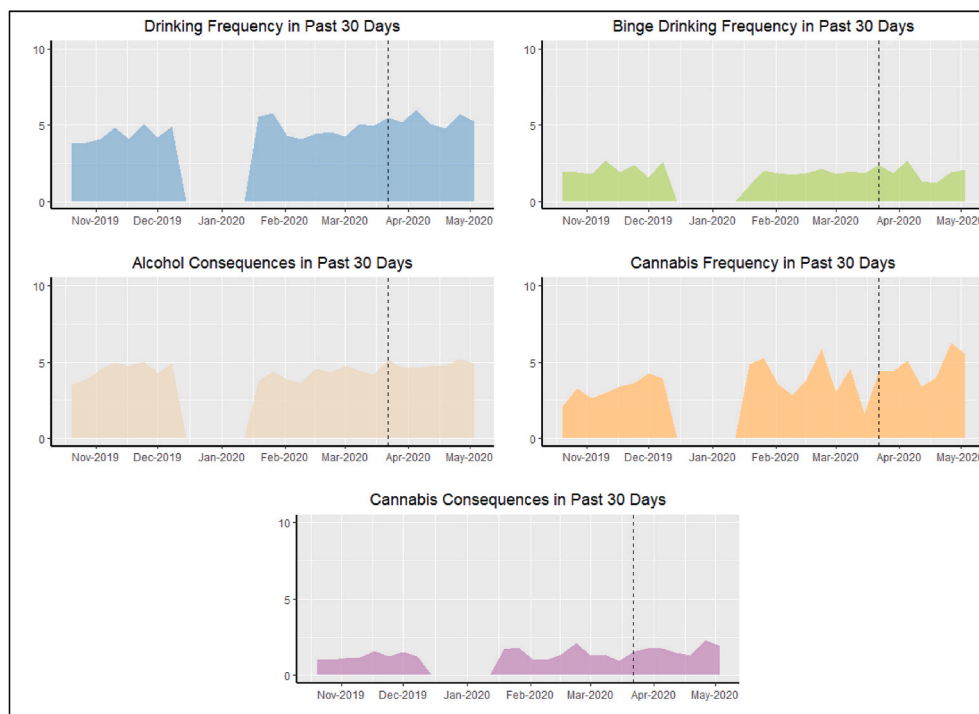 Drinking Frequency in Past 30 Days
10
5
0
Nov-2019 Dec-2019 Jan-2020 Feb-2020 Mar-2020 Apr-2020 May-2020
Binge Drinking Frequency in Past 30 Days
10
5
0
Nov-2019 Dec-2019 Jan-2020 Feb-2020 Mar-2020 Apr-2020 May-2020
Alcohol Consequences in Past 30 Days
10
5
0
Nov-2019 Dec-2019 Jan-2020 Feb-2020 Mar-2020 Apr-2020 May-2020
Cannabis Frequency in Past 30 Days
10
5
0
Nov-2019 Dec-2019 Jan-2020 Feb-2020 Mar-2020 Apr-2020 May-2020
Cannabis Consequences in Past 30 Days
10
5
0
Nov-2019 Dec-2019 Jan-2020 Feb-2020 Mar-2020 Apr-2020 May-2020